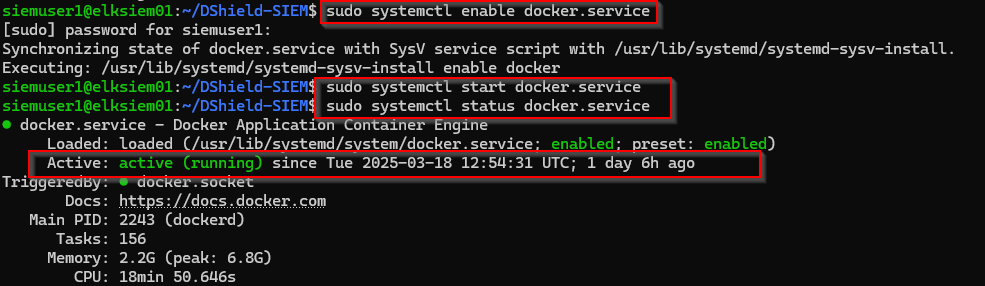 siemuser1@elksiem01:~/DShield-SIEM$ sudo systemctl enable docker.service
[sudo] password for siemuser1:
Synchronizing state of docker.service with SysV service script with /usr/lib/systemd/systemd-sysv-install.
Executing: /usr/lib/systemd/systemd-sysv-install enable docker
siemuser1@elksiem01:~/DShield-SIEM$ sudo systemctl start docker.service
siemuser1@elksiem01:~/DShield-SIEM$ sudo systemctl status docker.service
● docker.service - Docker Application Container Engine
Loaded: loaded (/usr/lib/systemd/system/docker.service; enabled; preset: enabled)
Active: active (running) since Tue 2025-03-18 12:54:31 UTC; 1 day 6h ago
TriggeredBy: ● docker.socket
Docs: https://docs.docker.com
Main PID: 2243 (dockerd)
Tasks: 156
Memory: 2.2G (peak: 6.8G)
CPU: 18min 50.646s